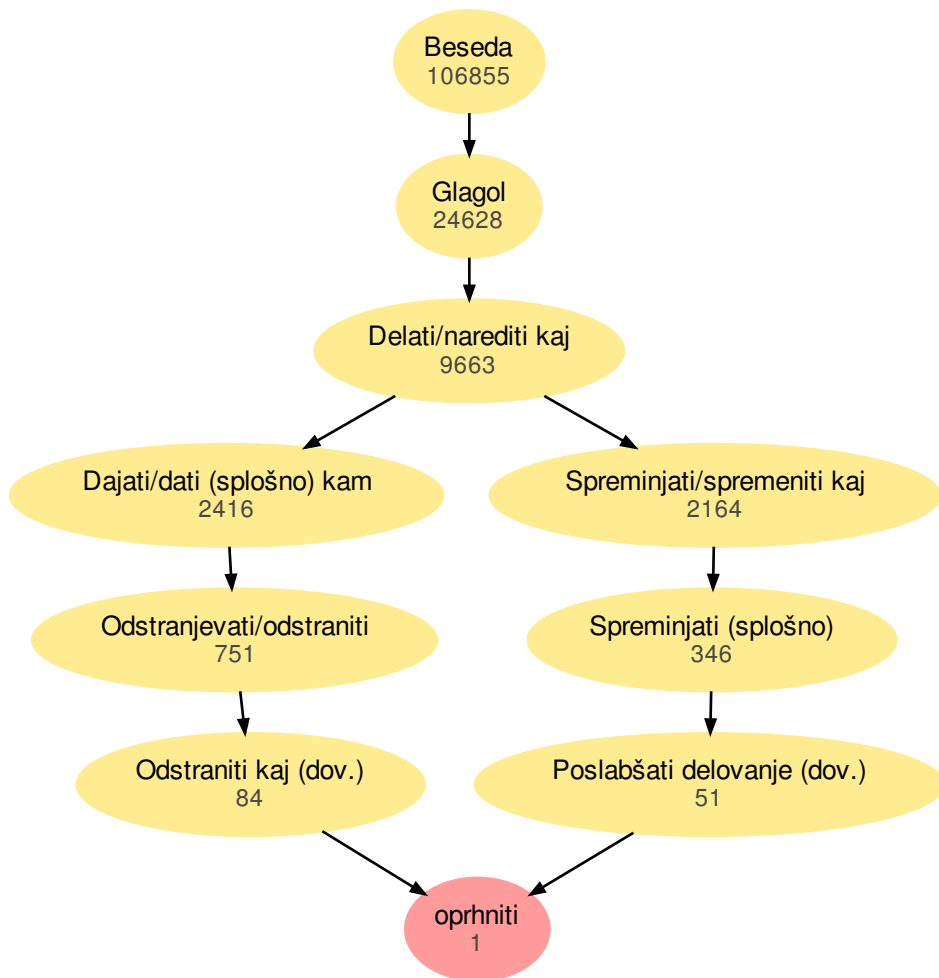 Beseda
106855
Glagol
24628
Delati/narediti kaj
9663
Dajati/dati (splošno) kam
2416
Spreminjati/spremeniti kaj
2164
Odstranjevati/odstraniti
751
Spreminjati (splošno)
346
Odstraniti kaj (dov.)
84
Poslabšati delovanje (dov.)
51
oprhniti
1